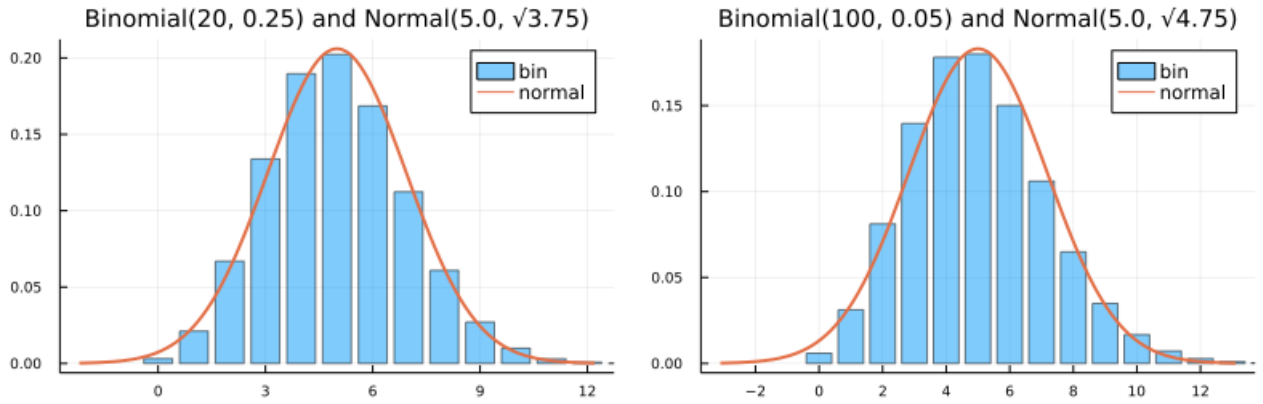 Binomial(20, 0.25) and Normal(5.0, √3.75)
bin
normal
0.20
0.15
0.10
0.05
0.00
0 3 6 9 12
Binomial(100, 0.05) and Normal(5.0, √4.75)
bin
normal
0.15
0.10
0.05
0.00
−2 0 2 4 6 8 10 12